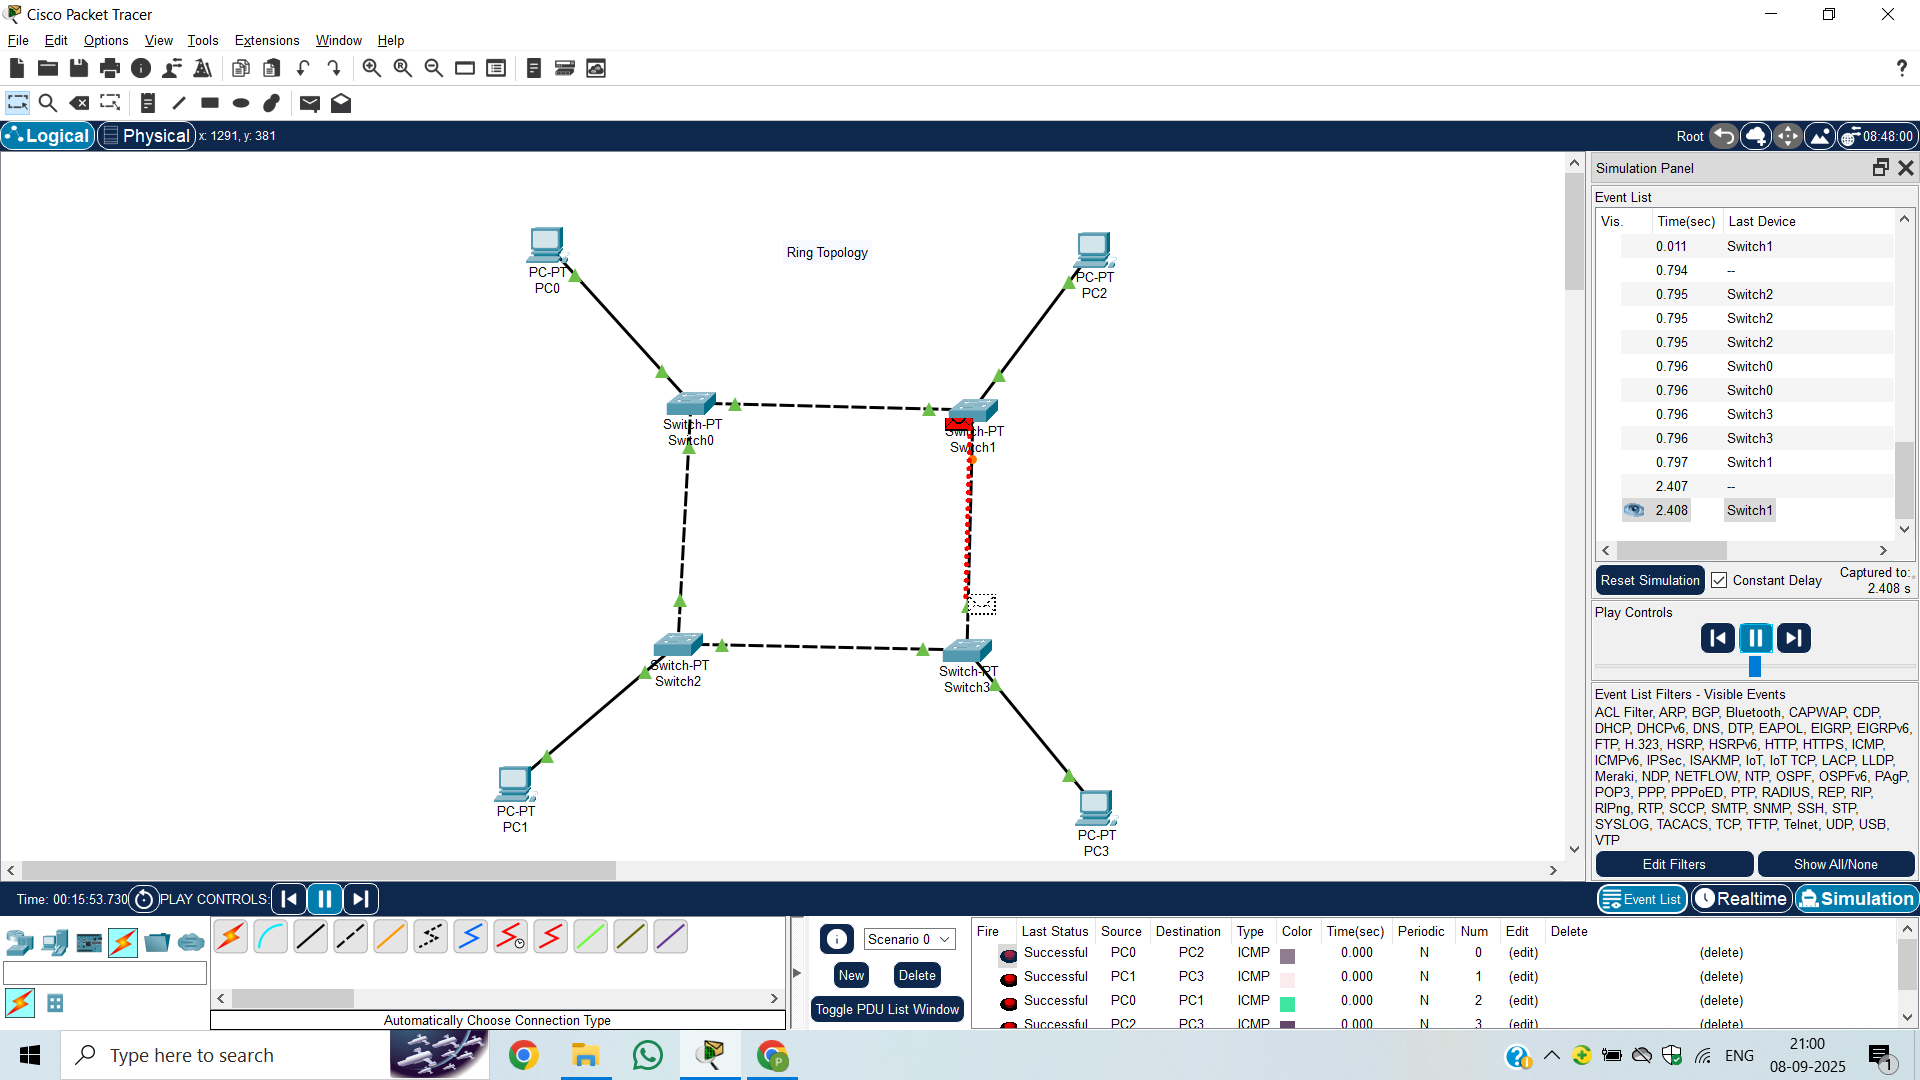 Cisco Packet Tracer
File Edit Options View Tools Extensions Window Help
Logical Physical x: 1291, y: 381 Root 08:48:00
Ring Topology
PC-PT
PC0
PC-PT
PC2
Switch-PT
Switch0
Switch-PT
Switch1
Switch-PT
Switch2
Switch-PT
Switch3
PC-PT
PC1
PC-PT
PC3
Simulation Panel
Event List
Vis. Time(sec) Last Device
0.011 Switch1
0.794 --
0.795 Switch2
0.795 Switch2
0.795 Switch2
0.796 Switch0
0.796 Switch0
0.796 Switch3
0.796 Switch3
0.797 Switch1
2.407 --
2.408 Switch1
Reset Simulation Constant Delay Captured to:
2.408 s
Play Controls
Event List Filters - Visible Events
ACL Filter, ARP, BGP, Bluetooth, CAPWAP, CDP,
DHCP, DHCPv6, DNS, DTP, EAPOL, EIGRP, EIGRPv6,
FTP, H.323, HSRP, HSRPv6, HTTP, HTTPS, ICMP,
ICMPv6, IPSec, ISAKMP, IoT, IoT TCP, LACP, LLDP,
Meraki, NDP, NETFLOW, NTP, OSPF, OSPFv6, PAgP,
POP3, PPP, PPPoED, PTP, RADIUS, REP, RIP,
RIPng, RTP, SCCP, SMTP, SNMP, SSH, STP,
SYSLOG, TACACS, TCP, TFTP, Telnet, UDP, USB,
VTP
Edit Filters Show All/None
Time: 00:15:53.730 PLAY CONTROLS: Event List Realtime Simulation
Automatically Choose Connection Type
Scenario 0
New Delete
Toggle PDU List Window
Fire Last Status Source Destination Type Color Time(sec) Periodic Num Edit Delete
Successful PC0 PC2 ICMP 0.000 N 0 (edit) (delete)
Successful PC1 PC3 ICMP 0.000 N 1 (edit) (delete)
Successful PC0 PC1 ICMP 0.000 N 2 (edit) (delete)
Successful PC2 PC3 ICMP 0.000 N 3 (edit) (delete)
Type here to search
ENG
21:00
08-09-2025
1